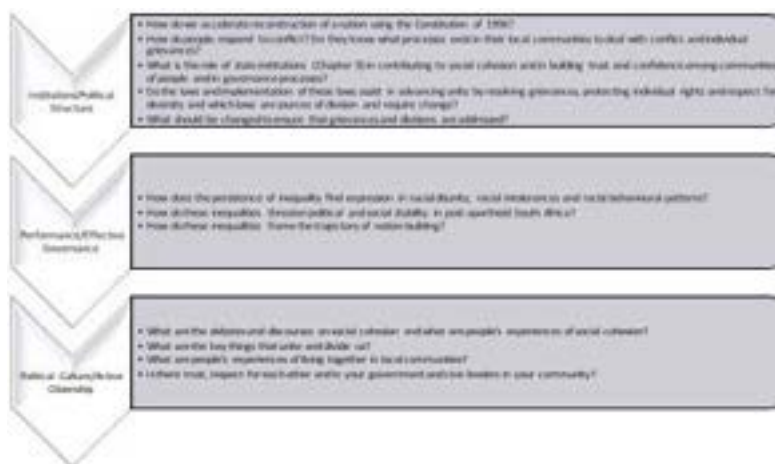 Institutions/Political
Structure
• How do we accelerate reconstruction of a nation using the Constitution of 1996?
• How do people respond to conflict? Do they know what processes exist in their local communities to deal with conflict and individual
grievances?
• What is the role of state institutions (Chapter 9) in contributing to social cohesion and in building trust and confidence among communities
of people and in governance processes?
• Do the laws and implementation of these laws assist in advancing unity by resolving grievances, protecting individual rights and respect for
diversity and which laws are sources of division and require change?
• What should be changed to ensure that grievances and divisions are addressed?
Performance/Effective
Governance
• How does the persistence of inequality find expression in racial disunity, racial intolerances and racial behavioural patterns?
• How do these inequalities threaten political and social stability in post apartheid South Africa?
• How do these inequalities frame the trajectory of nation building?
Political Culture/Active
Citizenship
• What are the debates and discourses on social cohesion and what are people's experiences of social cohesion?
• What are the key things that unite and divide us?
• What are people's experiences of living together in local communities?
• Is there trust, respect for each other and in your government and civic leaders in your community?